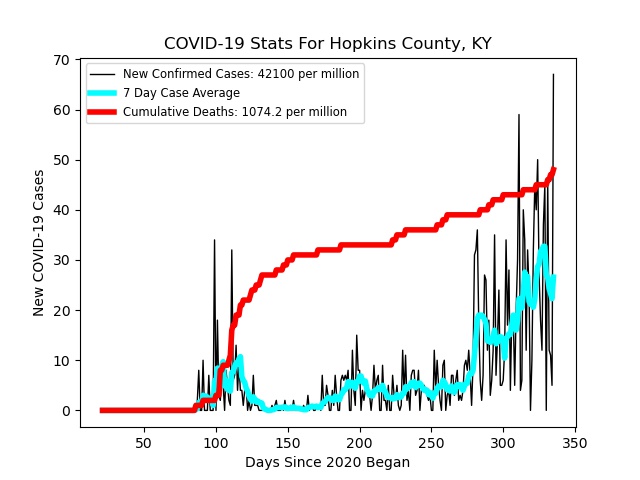 COVID-19 Stats For Hopkins County, KY
New Confirmed Cases: 42100 per million
7 Day Case Average
Cumulative Deaths: 1074.2 per million
New COVID-19 Cases
70
60
50
40
30
20
10
0
50
100
150
200
250
300
350
Days Since 2020 Began